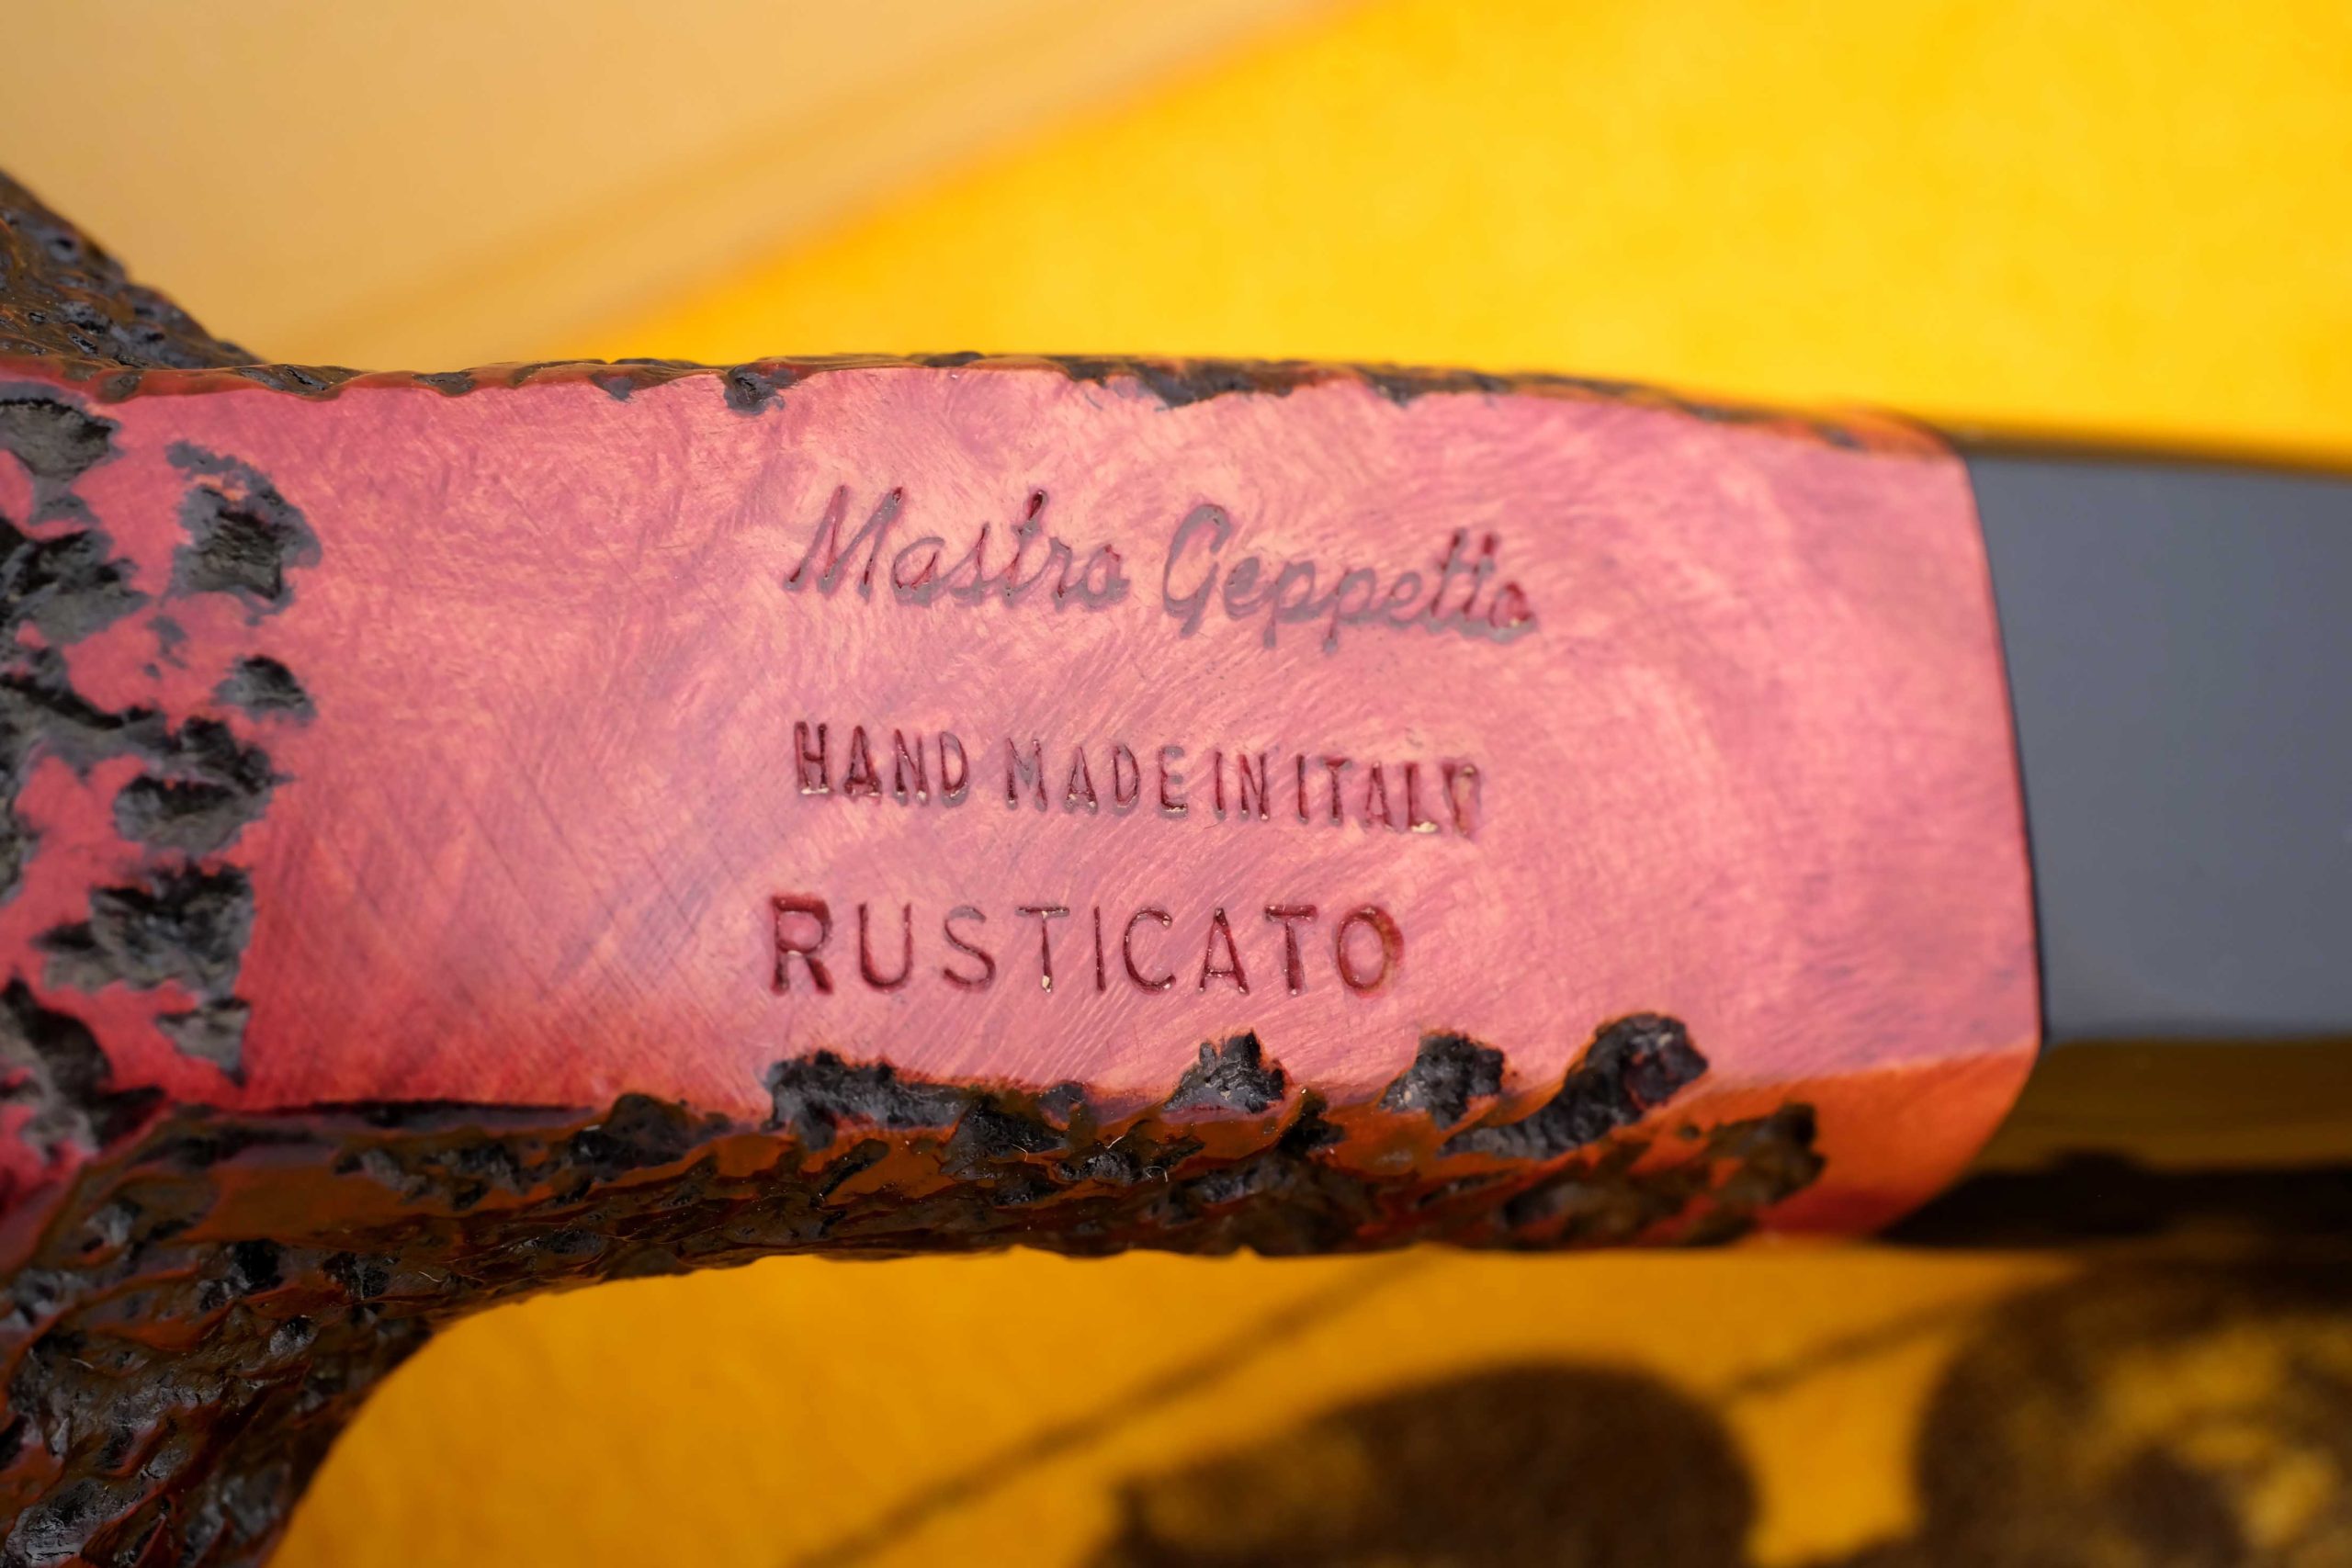 Mastro Geppetto
HAND MADE IN ITALY
RUSTICATO